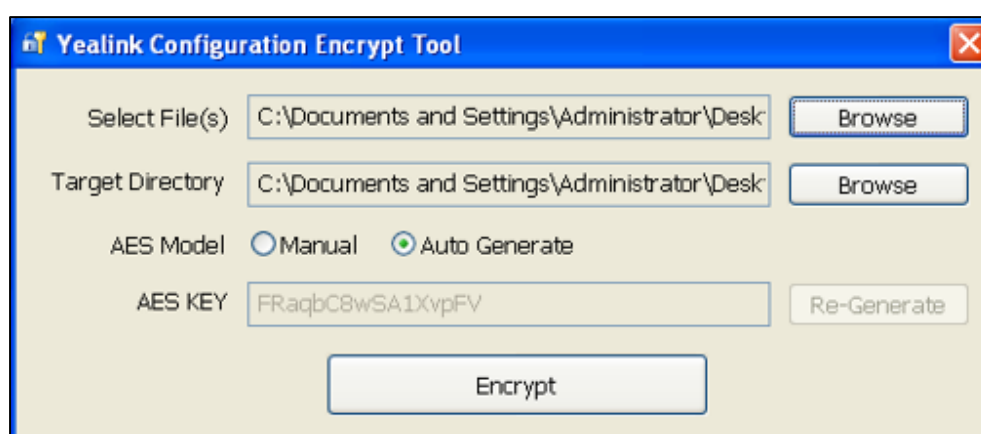 Yealink Configuration Encrypt Tool
Select File(s) C:\Documents and Settings\Administrator\Desk Browse
Target Directory C:\Documents and Settings\Administrator\Desk Browse
AES Model Manual Auto Generate
AES KEY FRaqbC8wSA1XvpFV Re-Generate
Encrypt